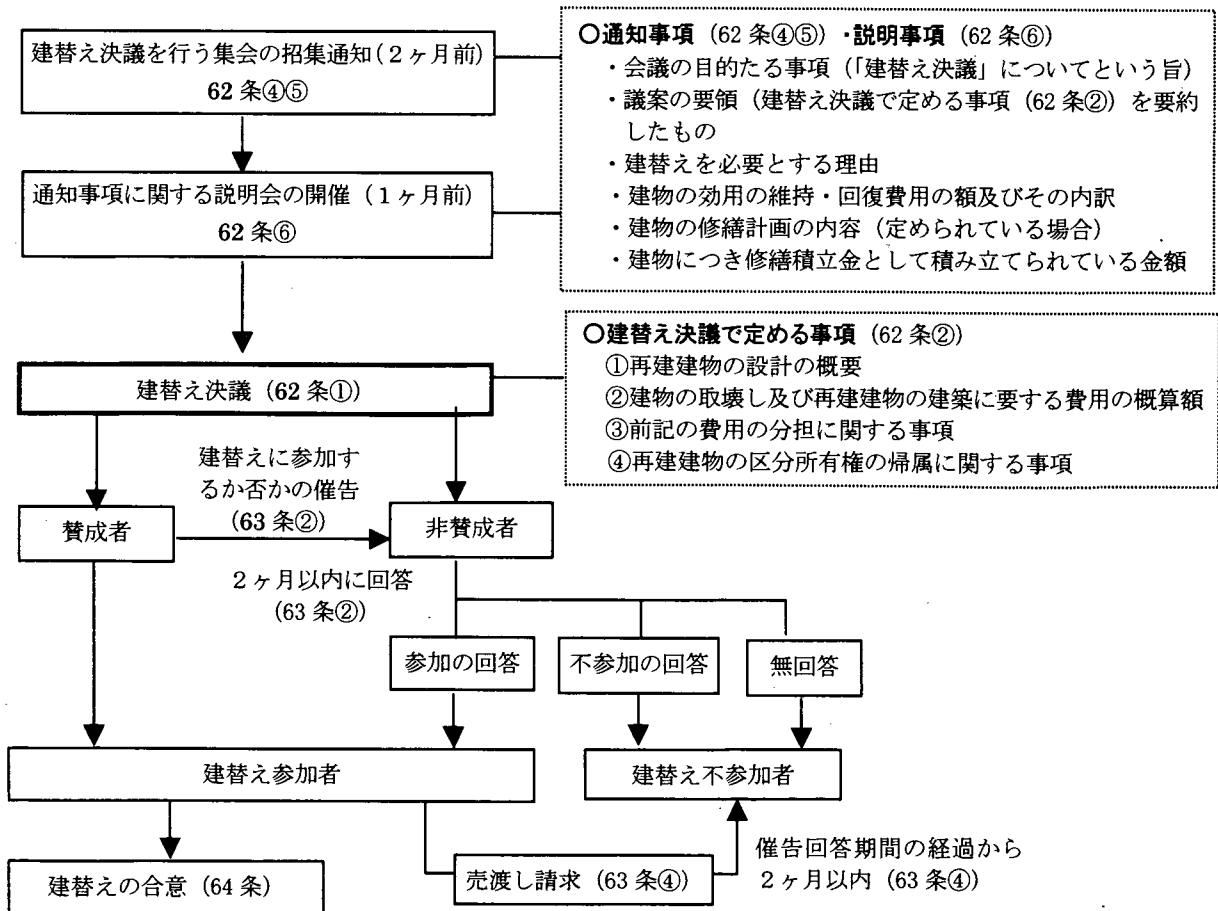 建替え決議を行う集会の招集通知(2ヶ月前)
62条④⑤
○通知事項(62条④⑤)・説明事項(62条⑥)
・会議の目的たる事項(「建替え決議」についてという旨)
・議案の要領(建替え決議で定める事項(62条②)を要約
したもの
・建替えを必要とする理由
・建物の効用の維持・回復費用の額及びその内訳
・建物の修繕計画の内容(定められている場合)
・建物につき修繕積立金として積み立てられている金額
通知事項に関する説明会の開催(1ヶ月前)
62条⑥
○建替え決議で定める事項(62条②)
①再建建物の設計の概要
②建物の取壊し及び再建建物の建築に要する費用の概算額
③前記の費用の分担に関する事項
④再建建物の区分所有権の帰属に関する事項
建替え決議(62条①)
建替えに参加す
るか否かの催告
(63条②)
賛成者
非賛成者
2ヶ月以内に回答
(63条②)
参加の回答
不参加の回答
無回答
建替え参加者
建替え不参加者
売渡し請求(63条④)
催告回答期間の経過から
2ヶ月以内(63条④)
建替えの合意(64条)